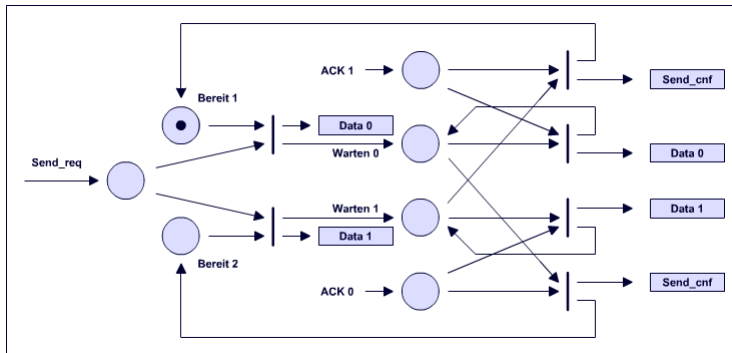 ACK 1
Send_cnf
Bereit 1
Data 0
Warten 0
Data 0
Send_req
Warten 1
Data 1
Data 1
Bereit 2
ACK 0
Send_cnf